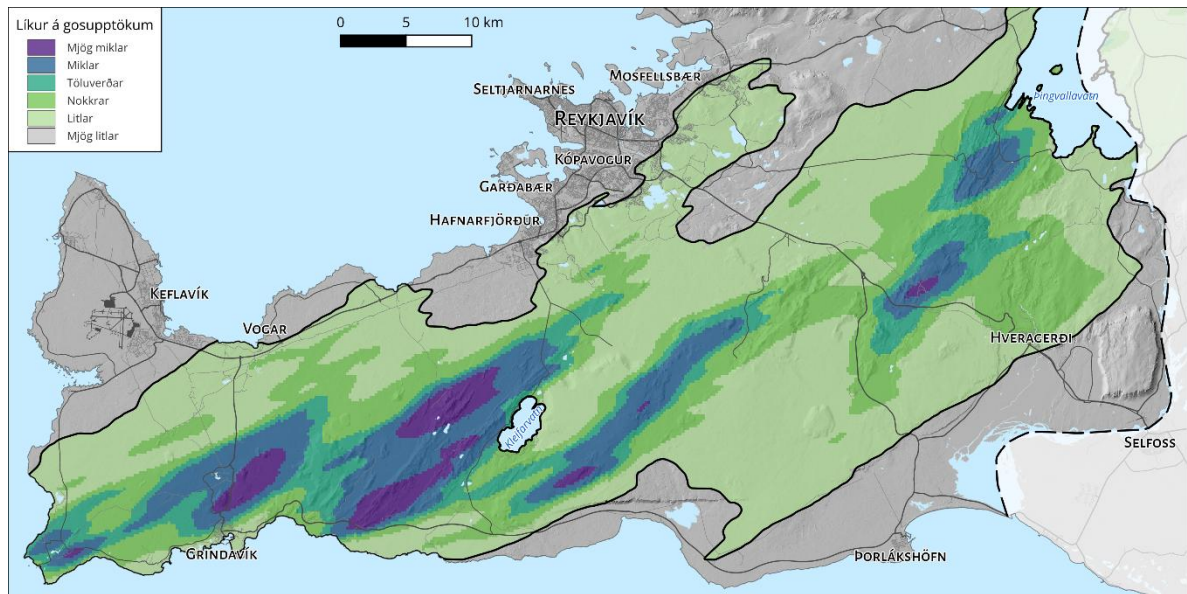 Líkur á gosupptökum
Mjög miklar
Miklar
Töluverðar
Nokkrar
Litlar
Mjög litlar
0 5 10 km
MOSFELLSBÆR
SELTJARNARNES
REYKJAVÍK
KÓPAVOGUR
GARÐABÆR
HAFNARFJÖRÐUR
Þingvallavatn
KEFLAVÍK
VOGAR
HVERAGERÐI
Kleifarvatn
SELFOSS
GRINDAVÍK
ÞORLÁKSHÖFN